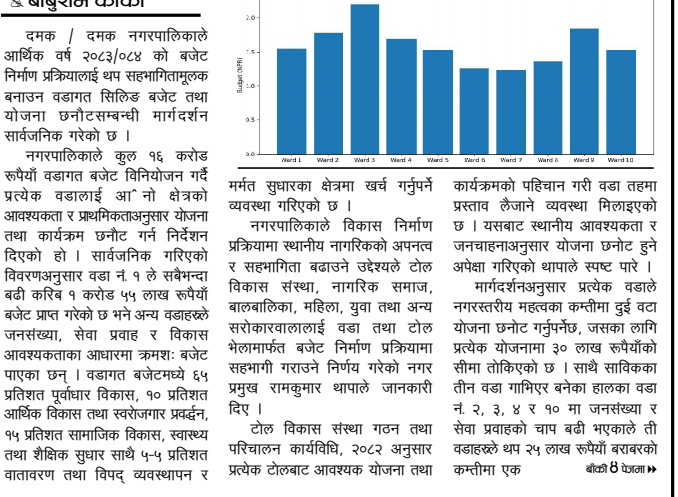 बाबुराम कार्की
दमक / दमक नगरपालिकाले
आर्थिक वर्ष २०८३/०८४ को बजेट
निर्माण प्रक्रियालाई थप सहभागितामूलक
बनाउन वडागत सिलिङ बजेट तथा
योजना छनौटसम्बन्धी मार्गदर्शन
सार्वजनिक गरेको छ ।
नगरपालिकाले कुल १६ करोड
रूपैयाँ वडागत बजेट विनियोजन गर्दै
प्रत्येक वडालाई आˆनो क्षेत्रको
आवश्यकता र प्राथमिकताअनुसार योजना
तथा कार्यक्रम छनौट गर्न निर्देशन
दिएको हो । सार्वजनिक गरिएको
विवरणअनुसार वडा नं. १ ले सबैभन्दा
बढी करिब १ करोड ५५ लाख रूपैयाँ
बजेट प्राप्त गरेको छ भने अन्य वडाहरूले
जनसंख्या, सेवा प्रवाह र विकास
आवश्यकताका आधारमा क्रमशः बजेट
पाएका छन् । वडागत बजेटमध्ये ६५
प्रतिशत पूर्वाधार विकास, १० प्रतिशत
आर्थिक विकास तथा स्वरोजगार प्रवर्द्धन,
१५ प्रतिशत सामाजिक विकास, स्वास्थ्य
तथा शैक्षिक सुधार साथै ५-५ प्रतिशत
वातावरण तथा विपद् व्यवस्थापन र
Budget (NPR)
2.0
1.5
1.0
0.5
0.0
Ward 1 Ward 2 Ward 3 Ward 4 Ward 5 Ward 6 Ward 7 Ward 8 Ward 9 Ward 10
मर्मत सुधारका क्षेत्रमा खर्च गर्नुपर्ने
व्यवस्था गरिएको छ ।
नगरपालिकाले विकास निर्माण
प्रक्रियामा स्थानीय नागरिकको अपनत्व
र सहभागिता बढाउने उद्देश्यले टोल
विकास संस्था, नागरिक समाज,
बालबालिका, महिला, युवा तथा अन्य
सरोकारवालालाई वडा तथा टोल
भेलामार्फत बजेट निर्माण प्रक्रियामा
सहभागी गराउने निर्णय गरेको नगर
प्रमुख रामकुमार थापाले जानकारी
दिए ।
टोल विकास संस्था गठन तथा
परिचालन कार्यविधि, २०८२ अनुसार
प्रत्येक टोलबाट आवश्यक योजना तथा
कार्यक्रमको पहिचान गरी वडा तहमा
प्रस्ताव लैजाने व्यवस्था मिलाइएको
छ । यसबाट स्थानीय आवश्यकता र
जनचाहनाअनुसार योजना छनोट हुने
अपेक्षा गरिएको थापाले स्पष्ट पारे ।
मार्गदर्शनअनुसार प्रत्येक वडाले
नगरस्तरीय महत्वका कम्तीमा दुई वटा
योजना छनोट गर्नुपर्नेछ, जसका लागि
प्रत्येक योजनामा ३० लाख रूपैयाँको
सीमा तोकिएको छ । साथै साविकका
तीन वडा गाभिएर बनेका हालका वडा
नं. २, ३, ४ र १० मा जनसंख्या र
सेवा प्रवाहको चाप बढी भएकाले ती
वडाहरूले थप २५ लाख रूपैयाँ बराबरको
कम्तीमा एक बाँकी ४ पेजमा